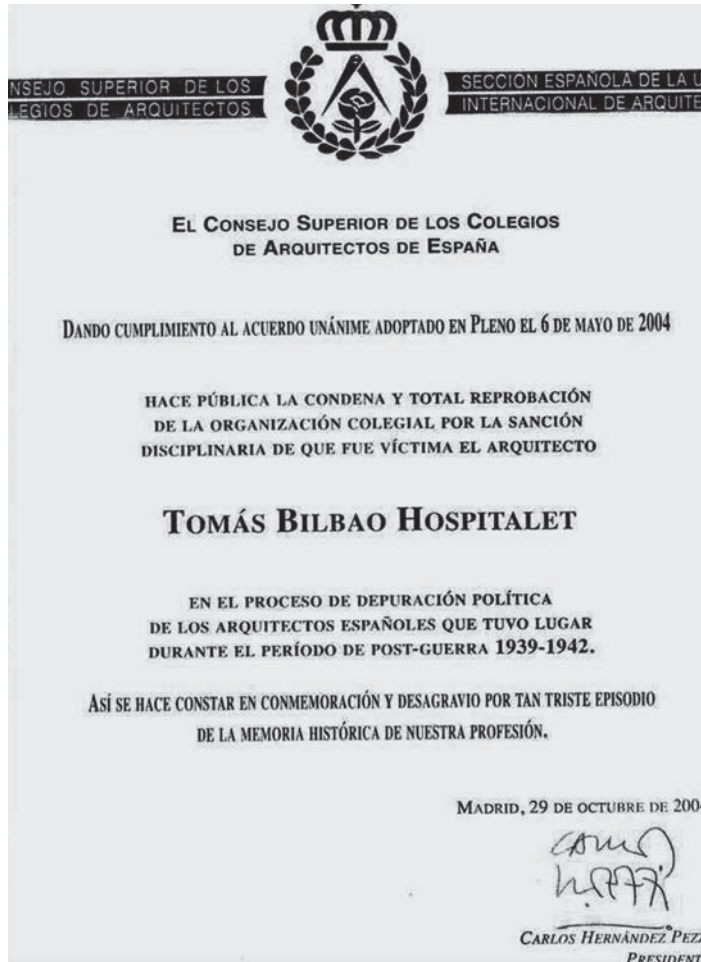 NSEJO SUPERIOR DE LOS
LEGIOS DE ARQUITECTOS
SECCION ESPAÑOLA DE LA U
INTERNACIONAL DE ARQUITE
EL CONSEJO SUPERIOR DE LOS COLEGIOS
DE ARQUITECTOS DE ESPAÑA
DANDO CUMPLIMIENTO AL ACUERDO UNÁNIME ADOPTADO EN PLENO EL 6 DE MAYO DE 2004
HACE PÚBLICA LA CONDENA Y TOTAL REPROBACIÓN
DE LA ORGANIZACIÓN COLEGIAL POR LA SANCIÓN
DISCIPLINARIA DE QUE FUE VÍCTIMA EL ARQUITECTO
TOMÁS BILBAO HOSPITALET
EN EL PROCESO DE DEPURACIÓN POLÍTICA
DE LOS ARQUITECTOS ESPAÑOLES QUE TUVO LUGAR
DURANTE EL PERÍODO DE POST-GUERRA 1939-1942.
ASÍ SE HACE CONSTAR EN CONMEMORACIÓN Y DESAGRAVIO POR TAN TRISTE EPISODIO
DE LA MEMORIA HISTÓRICA DE NUESTRA PROFESIÓN.
MADRID, 29 DE OCTUBRE DE 200
CARLOS HERNÁNDEZ PEZZ
PRESIDENT